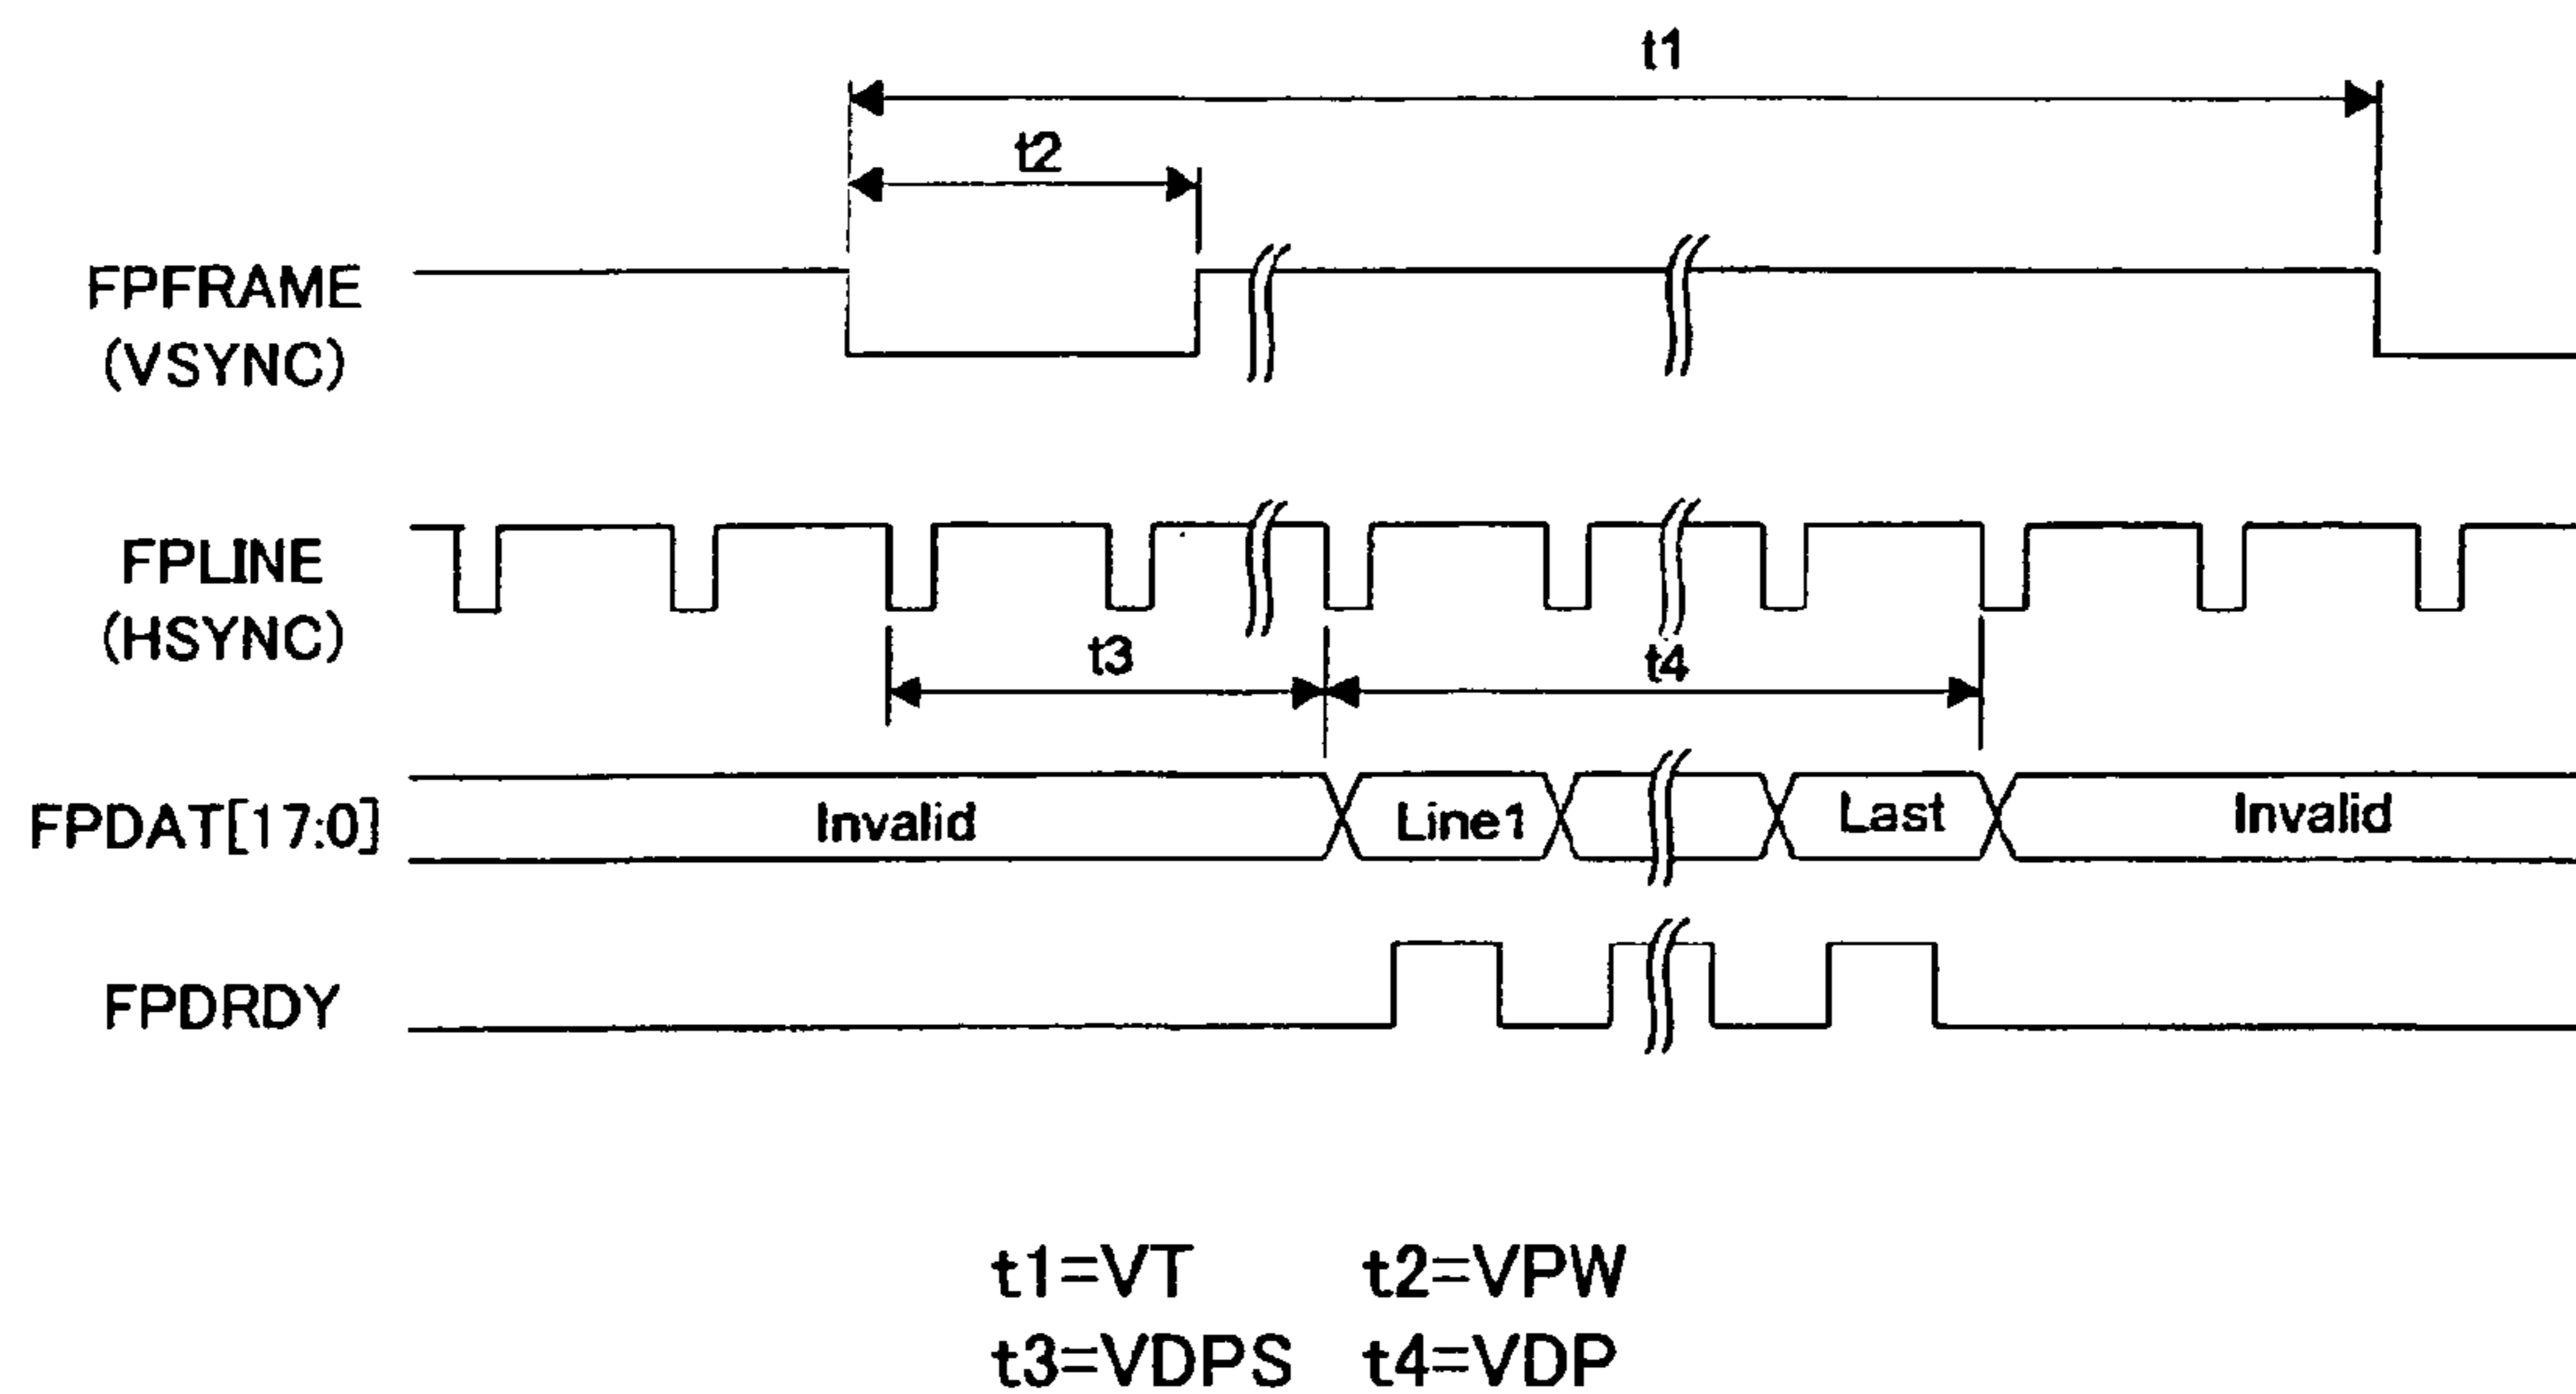 t1
t2
FPFRAME
(VSYNC)
FPLINE
(HSYNC)
t3
t4
FPDAT[17:0]
Invalid
Line1
Last
Invalid
FPDRDY
t1=VT t2=VPW
t3=VDPS t4=VDP